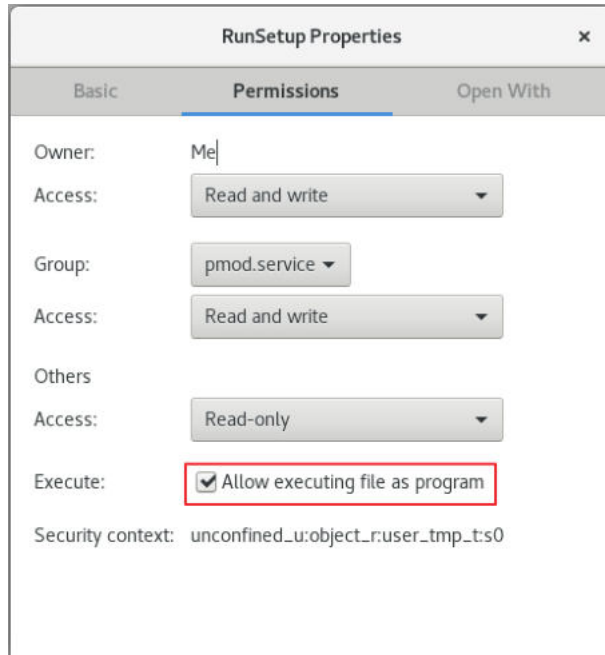 RunSetup Properties ×
Basic Permissions Open With
Owner: Me
Access: Read and write
Group: pmod.service
Access: Read and write
Others
Access: Read-only
Execute: Allow executing file as program
Security context: unconfined_u:object_r:user_tmp_t:s0